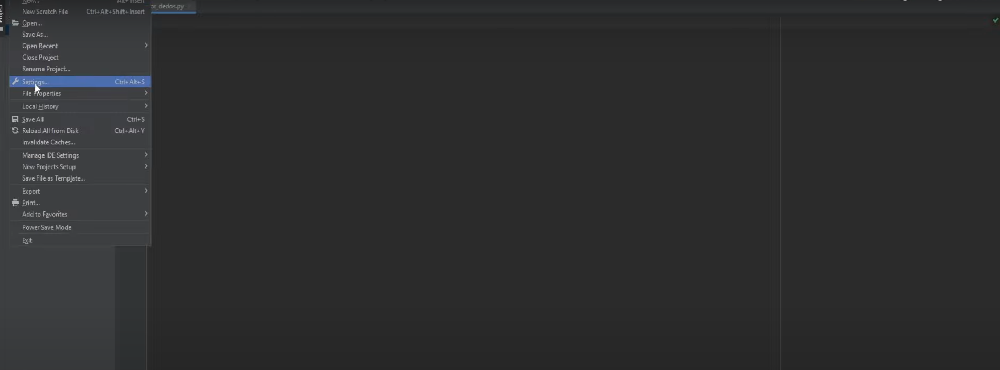 New... Alt+Insert
or_dedos.py
Project
New Scratch File Ctrl+Alt+Shift+Insert
Open...
Save As...
Open Recent
Close Project
Rename Project...
Settings... Ctrl+Alt+S
File Properties
Local History
Save All Ctrl+S
Reload All from Disk Ctrl+Alt+Y
Invalidate Caches...
Manage IDE Settings
New Projects Setup
Save File as Template...
Export
Print...
Add to Favorites
Power Save Mode
Exit